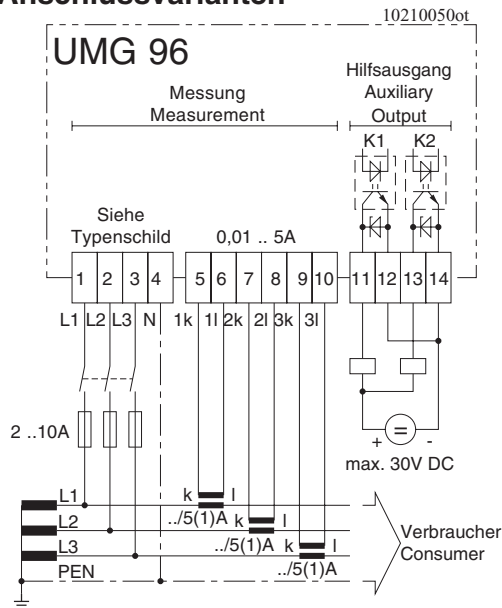 Anschlussvarianten
10210050ot
UMG 96
Hilfsausgang
Auxiliary
Output
Messung
Measurement
K1 K2
Siehe
Typenschild
0,01 .. 5A
1 2 3 4 5 6 7 8 9 10 11 12 13 14
L1 L2 L3 N 1k 1l 2k 2l 3k 3l
2 ..10A
+ = -
max. 30V DC
L1 k l
../5(1)A
L2 k l
../5(1)A
L3 k l
../5(1)A
PEN
Verbraucher
Consumer